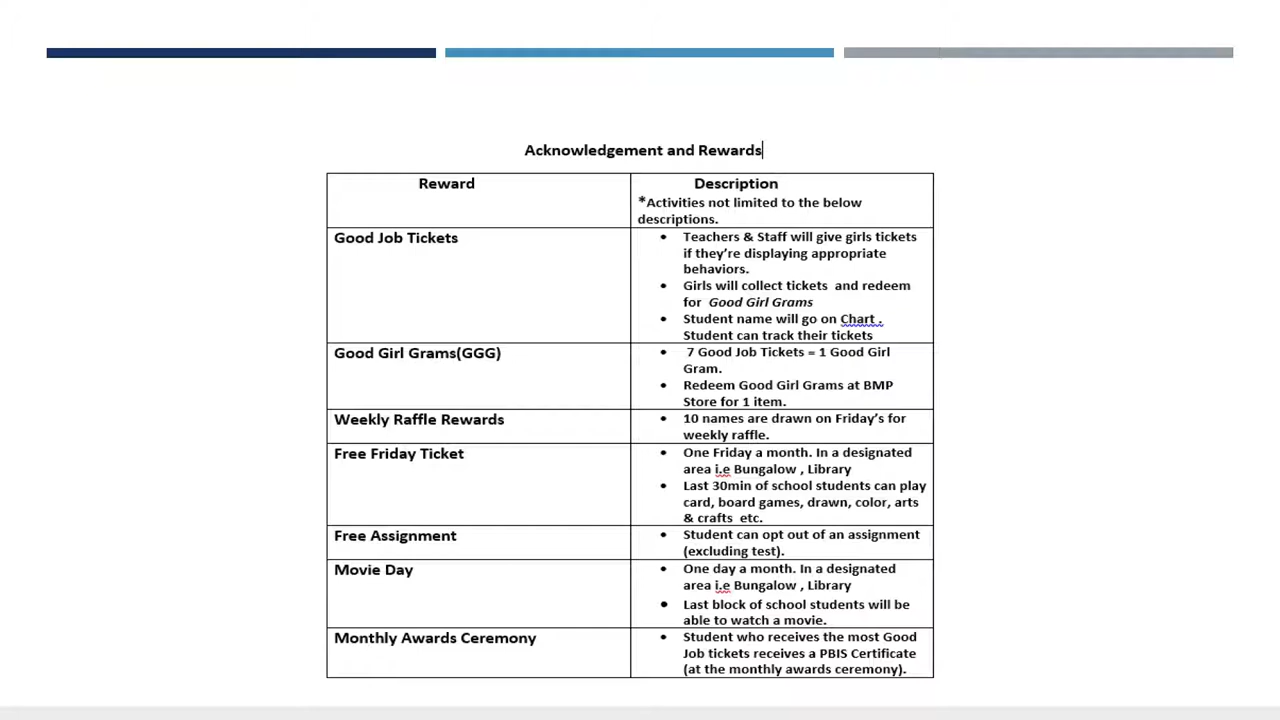 Acknowledgement and Rewards
Reward
Description
*Activities not limited to the below
descriptions.
Good Job Tickets
• Teachers & Staff will give girls tickets
if they're displaying appropriate
behaviors.
• Girls will collect tickets and redeem
for Good Girl Grams
• Student name will go on Chart .
Student can track their tickets
Good Girl Grams(GGG)
• 7 Good Job Tickets = 1 Good Girl
Gram.
• Redeem Good Girl Grams at BMP
Store for 1 item.
Weekly Raffle Rewards
• 10 names are drawn on Friday's for
weekly raffle.
Free Friday Ticket
• One Friday a month. In a designated
area i.e Bungalow , Library
• Last 30min of school students can play
card, board games, drawn, color, arts
& crafts etc.
Free Assignment
• Student can opt out of an assignment
(excluding test).
Movie Day
• One day a month. In a designated
area i.e Bungalow , Library
• Last block of school students will be
able to watch a movie.
Monthly Awards Ceremony
• Student who receives the most Good
Job tickets receives a PBIS Certificate
(at the monthly awards ceremony).